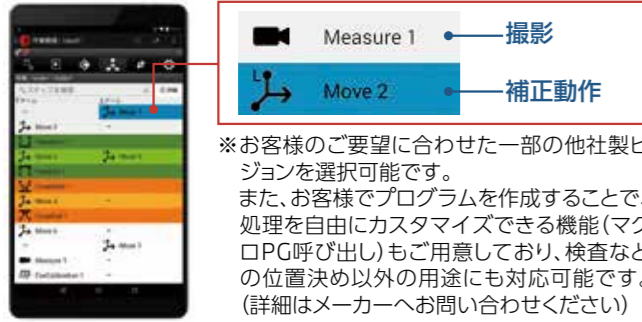 Measure 1
撮影
Move 2
補正動作
※お客様のご要望に合わせた一部の他社製ビ
ジョンを選択可能です。
また、お客様でプログラムを作成することで、
処理を自由にカスタマイズできる機能(マク
ロPG呼び出し)もご用意しており、検査など
の位置決め以外の用途にも対応可能です。
(詳細はメーカーへお問い合わせください)